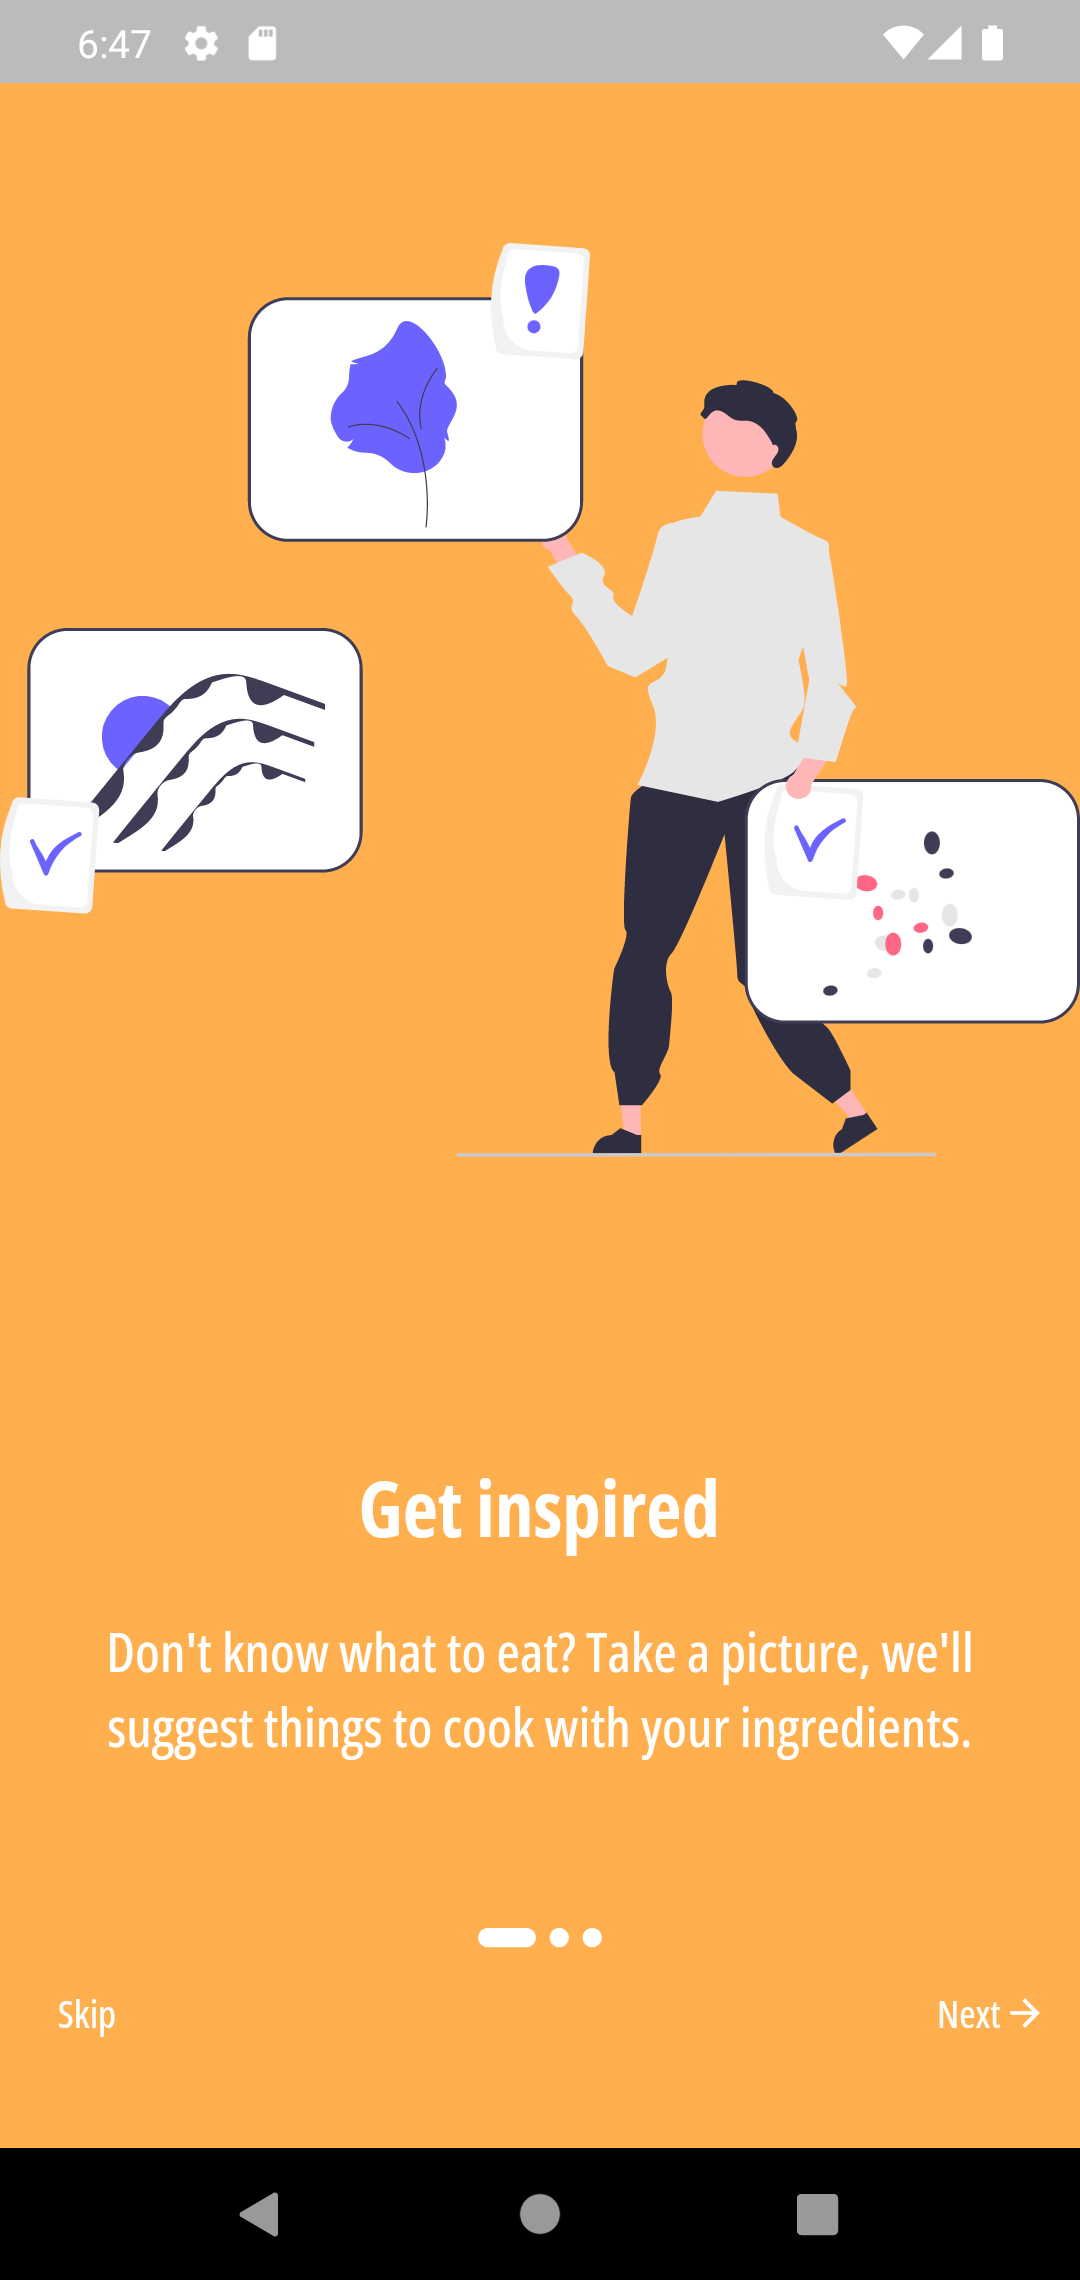 6:47
Get inspired
Don't know what to eat? Take a picture, we'll
suggest things to cook with your ingredients.
Skip
Next